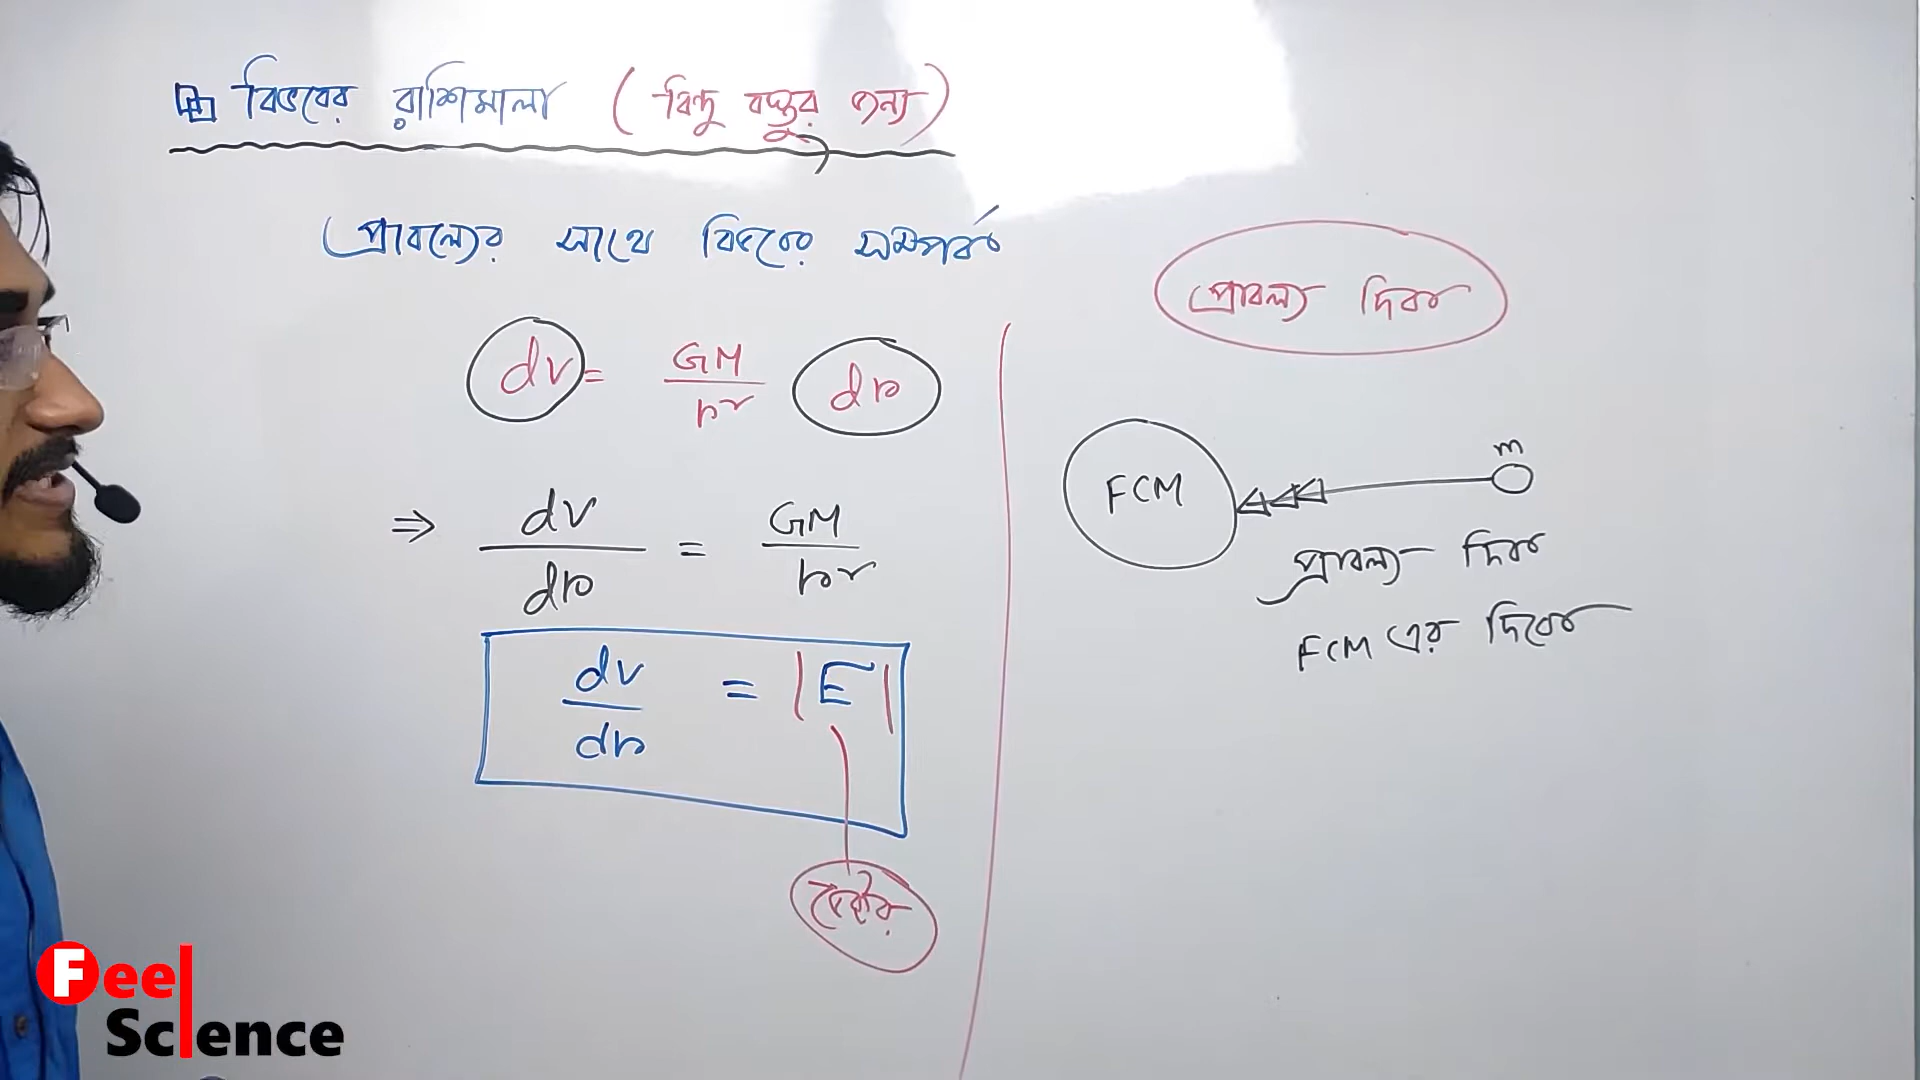 বিভবের রাশিমালা (বিন্দু বস্তুর জন্য)
প্রাবল্যের সাথে বিভবের সম্পর্ক
dv = GM/r² dr
⇒ dv/dr = GM/r²
dv/dr = |E|
ভেক্টর
প্রাবল্য দিক
FCM
m
প্রাবল্য দিক
FCM এর দিকে
Feel
Science